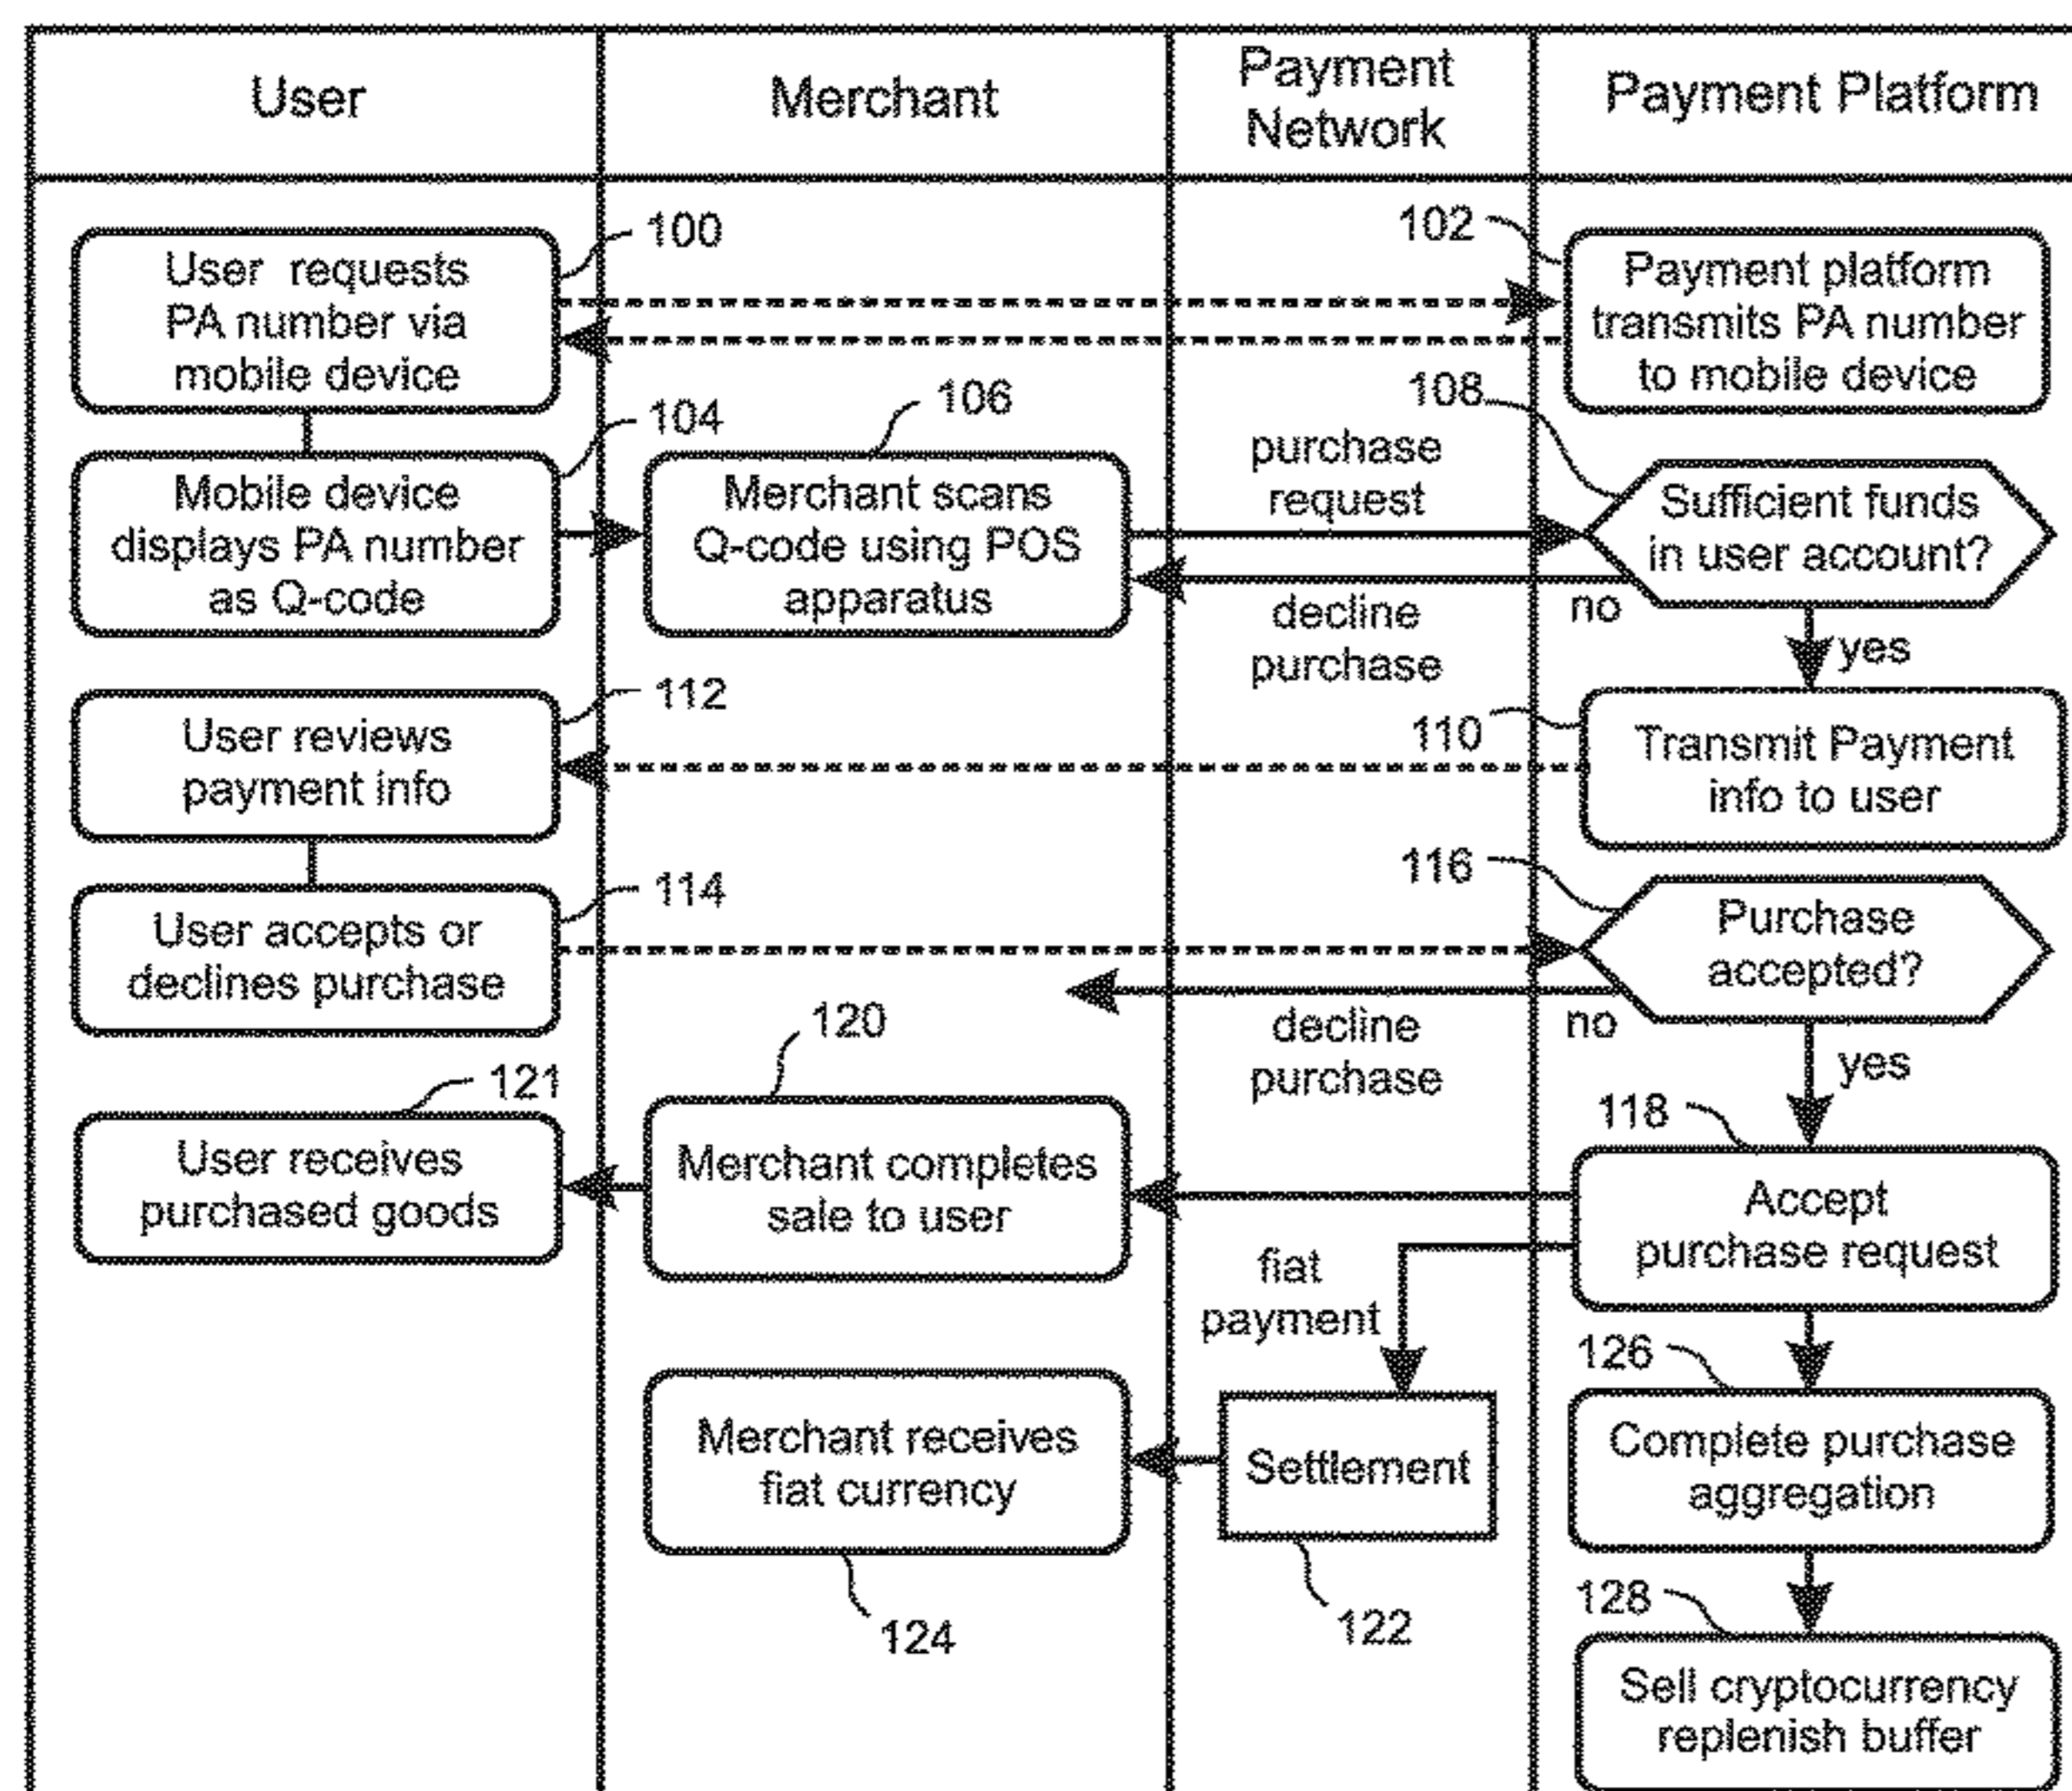 User
Merchant
Payment
Network
Payment Platform
100
102
User requests
PA number via
mobile device
Payment platform
transmits PA number
to mobile device
104
106
108
Mobile device
displays PA number
as Q-code
Merchant scans
Q-code using POS
apparatus
purchase
request
Sufficient funds
in user account?
decline
purchase
no
yes
112
110
User reviews
payment info
Transmit Payment
info to user
114
116
User accepts or
declines purchase
Purchase
accepted?
decline
purchase
no
yes
121
120
118
User receives
purchased goods
Merchant completes
sale to user
Accept
purchase request
fiat
payment
126
Merchant receives
fiat currency
Settlement
Complete purchase
aggregation
124
122
128
Sell cryptocurrency
replenish buffer